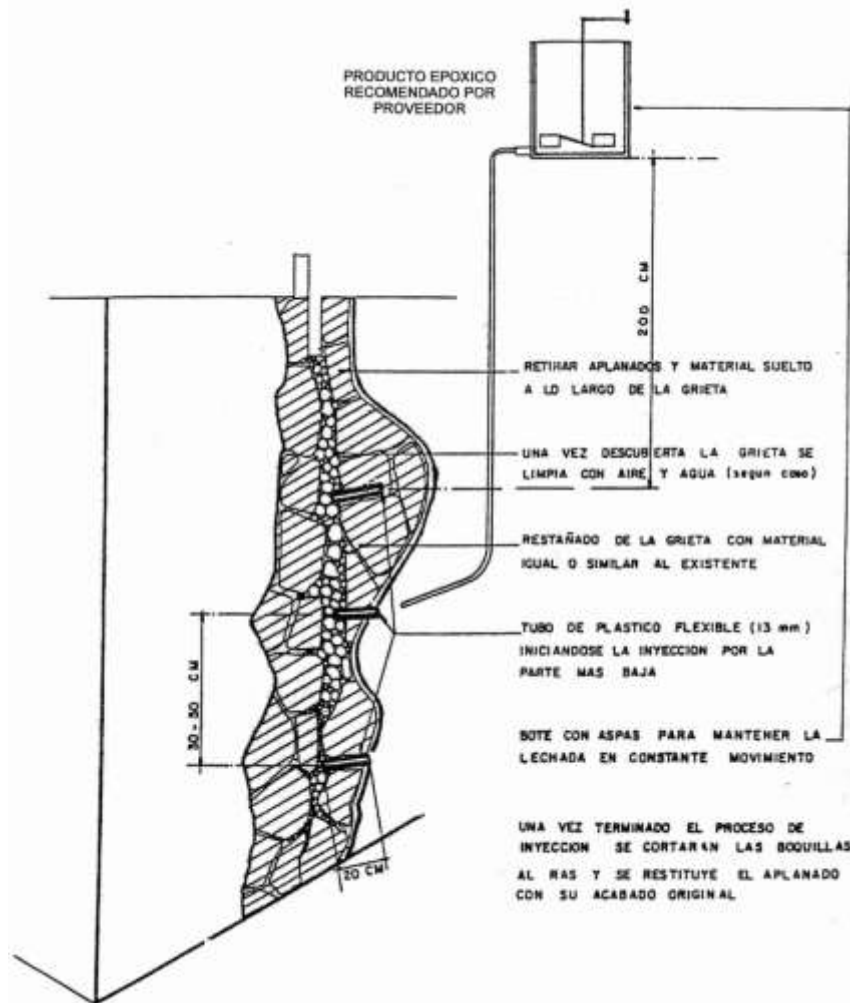 PRODUCTO EPOXICO
RECOMENDADO POR
PROVEEDOR
200 CM
RETIRAR APLANADOS Y MATERIAL SUELTO
A LO LARGO DE LA GRIETA
UNA VEZ DESCUBIERTA LA GRIETA SE
LIMPIA CON AIRE Y AGUA (segun caso)
RESTAÑADO DE LA GRIETA CON MATERIAL
IGUAL O SIMILAR AL EXISTENTE
TUBO DE PLASTICO FLEXIBLE (13 mm)
INICIANDOSE LA INYECCION POR LA
PARTE MAS BAJA
30-50 CM
BOTE CON ASPAS PARA MANTENER LA
LECHADA EN CONSTANTE MOVIMIENTO
UNA VEZ TERMINADO EL PROCESO DE
INYECCION SE CORTARAN LAS BOQUILLAS
AL RAS Y SE RESTITUYE EL APLANADO
CON SU ACABADO ORIGINAL
20 CM